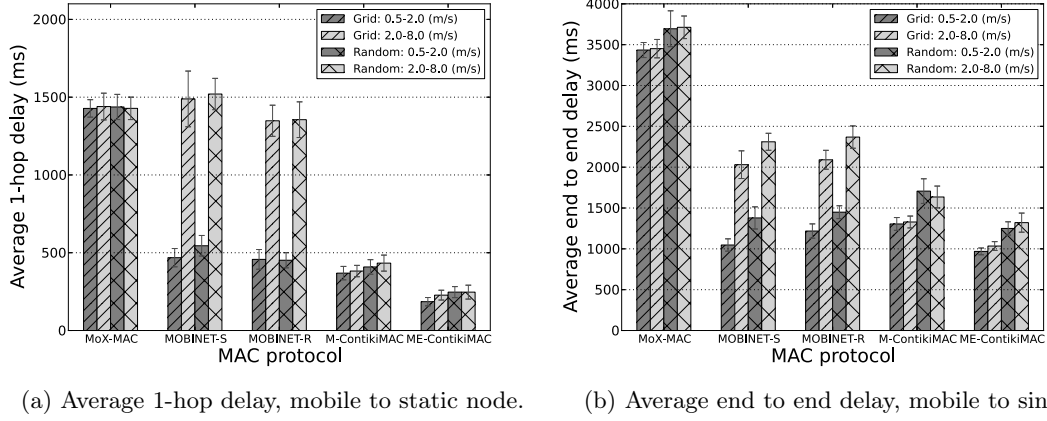 2000
1500
1000
500
0
Average 1-hop delay (ms)
Grid: 0.5-2.0 (m/s)
Grid: 2.0-8.0 (m/s)
Random: 0.5-2.0 (m/s)
Random: 2.0-8.0 (m/s)
MoX-MAC MOBINET-S MOBINET-R M-ContikiMAC ME-ContikiMAC
MAC protocol
(a) Average 1-hop delay, mobile to static node.
4000
3500
3000
2500
2000
1500
1000
500
0
Average end to end delay (ms)
Grid: 0.5-2.0 (m/s)
Grid: 2.0-8.0 (m/s)
Random: 0.5-2.0 (m/s)
Random: 2.0-8.0 (m/s)
MoX-MAC MOBINET-S MOBINET-R M-ContikiMAC ME-ContikiMAC
MAC protocol
(b) Average end to end delay, mobile to sin